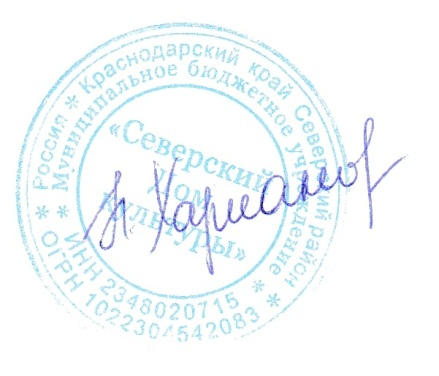 Россия * Краснодарский край Северский район *
* Муниципальное бюджетное учреждение *
«Северский
Дом
культуры»
ИНН 2348020715
ОГРН 1022304542083